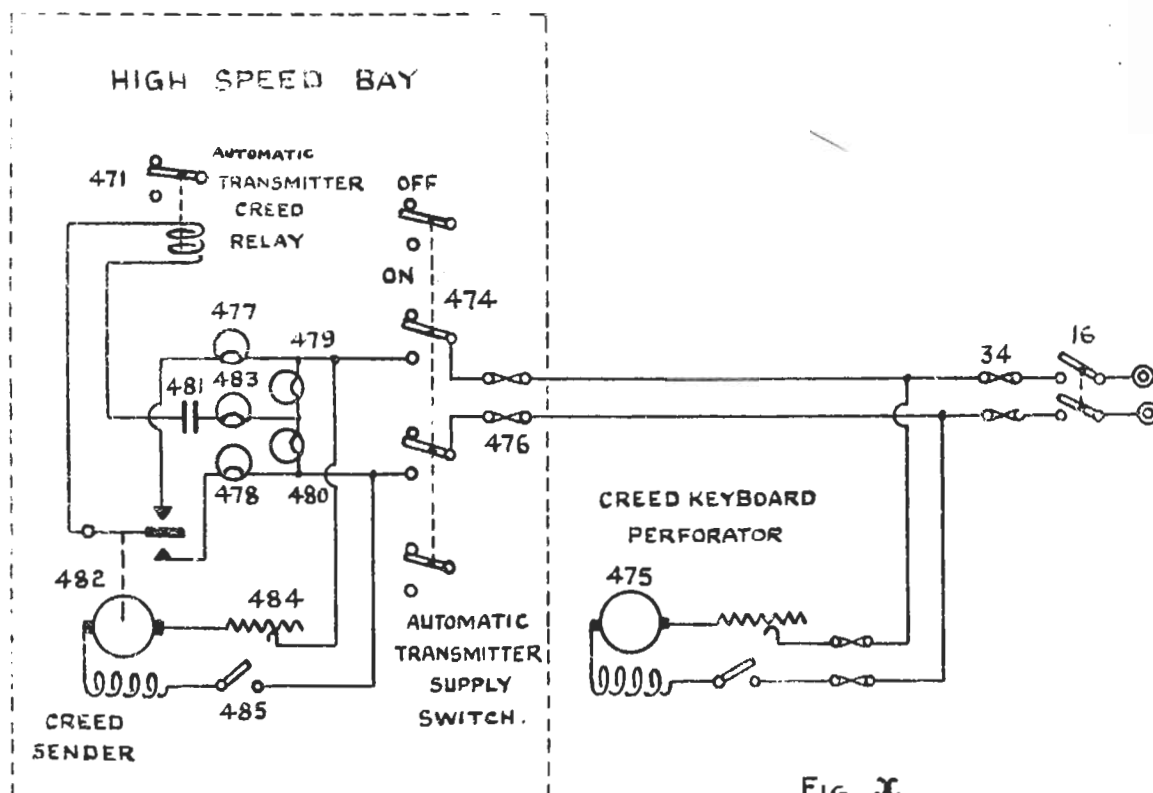 HIGH SPEED BAY
471
AUTOMATIC
TRANSMITTER
CREED
RELAY
OFF
ON
474
477
479
481
483
478
480
476
16
34
482
484
485
CREED
SENDER
AUTOMATIC
TRANSMITTER
SUPPLY
SWITCH.
CREED KEYBOARD
PERFORATOR
475
FIG. X